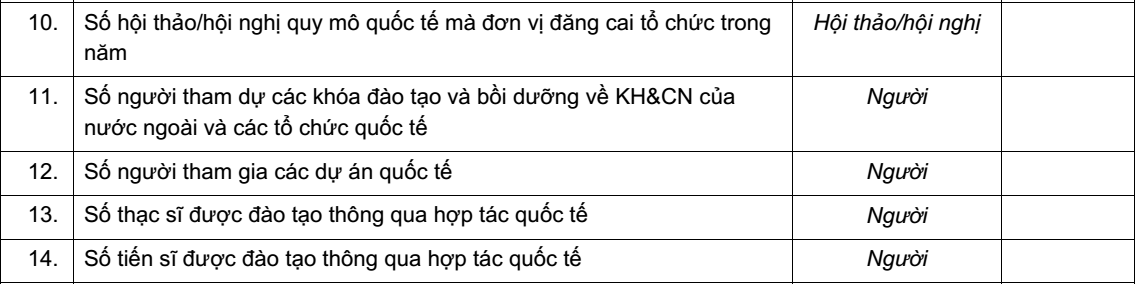 10. Số hội thảo/hội nghị quy mô quốc tế mà đơn vị đăng cai tổ chức trong Hội thảo/hội nghị
năm
11. Số người tham dự các khóa đào tạo và bồi dưỡng về KH&CN của Người
nước ngoài và các tổ chức quốc tế
12. Số người tham gia các dự án quốc tế Người
13. Số thạc sĩ được đào tạo thông qua hợp tác quốc tế Người
14. Số tiến sĩ được đào tạo thông qua hợp tác quốc tế Người